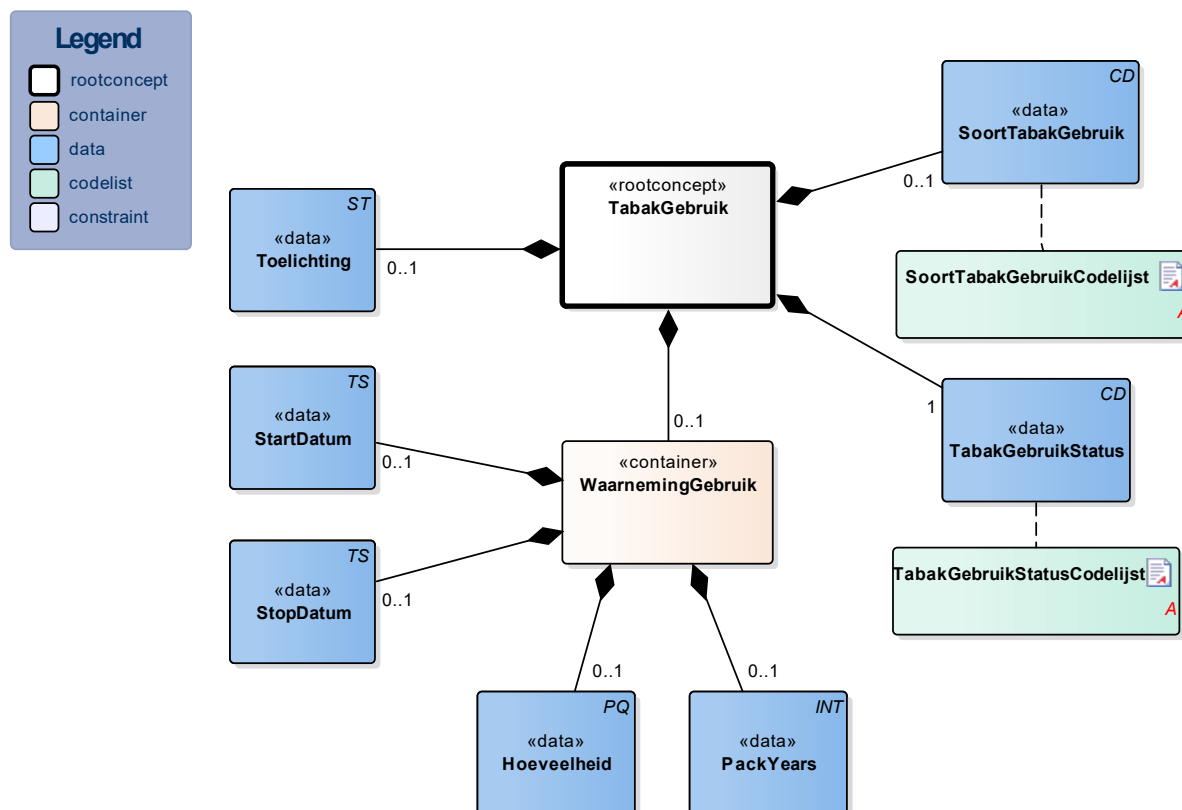 Legend
rootconcept
container
data
codelist
constraint
CD
«data»
SoortTabakGebruik
0..1
«rootconcept»
TabakGebruik
ST
«data»
Toelichting
0..1
SoortTabakGebruikCodelijst
A
TS
«data»
StartDatum
0..1
0..1
1
CD
«data»
TabakGebruikStatus
«container»
WaarnemingGebruik
TS
«data»
StopDatum
0..1
TabakGebruikStatusCodelijst
A
0..1
0..1
PQ
«data»
Hoeveelheid
INT
«data»
PackYears